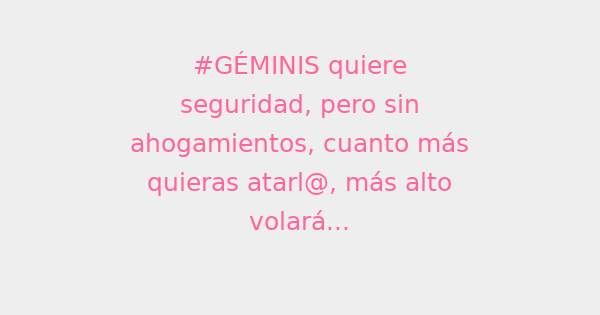 #GÉMINIS quiere
seguridad, pero sin
ahogamientos, cuanto más
quieras atarl@, más alto
volará...